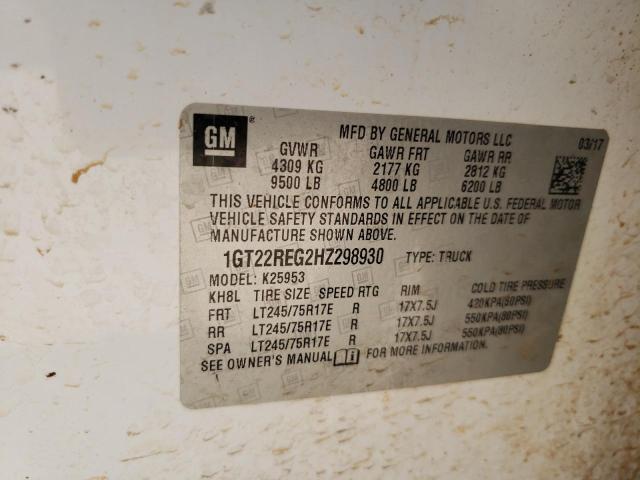 GM ® MFD BY GENERAL MOTORS LLC 03/17
GVWR GAWR FRT GAWR RR
4309 KG 2177 KG 2812 KG
9500 LB 4800 LB 6200 LB
THIS VEHICLE CONFORMS TO ALL APPLICABLE U.S. FEDERAL MOTOR
VEHICLE SAFETY STANDARDS IN EFFECT ON THE DATE OF
MANUFACTURE SHOWN ABOVE.
1GT22REG2HZ298930 TYPE: TRUCK
MODEL: K25953
KH8L TIRE SIZE SPEED RTG RIM COLD TIRE PRESSURE
FRT LT245/75R17E R 17X7.5J 420KPA(60PSI)
RR LT245/75R17E R 17X7.5J 550KPA(80PSI)
SPA LT245/75R17E R 17X7.5J 550KPA(80PSI)
SEE OWNER'S MANUAL i FOR MORE INFORMATION.